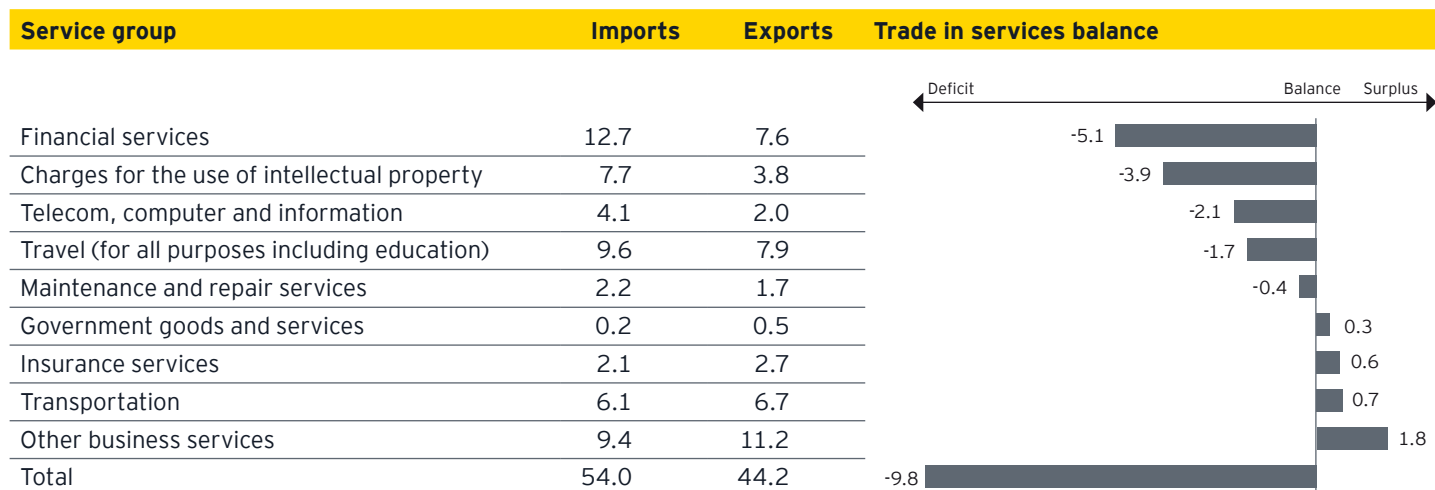 Service group Imports Exports Trade in services balance
Deficit Balance Surplus
Financial services 12.7 7.6 -5.1
Charges for the use of intellectual property 7.7 3.8 -3.9
Telecom, computer and information 4.1 2.0 -2.1
Travel (for all purposes including education) 9.6 7.9 -1.7
Maintenance and repair services 2.2 1.7 -0.4
Government goods and services 0.2 0.5 0.3
Insurance services 2.1 2.7 0.6
Transportation 6.1 6.7 0.7
Other business services 9.4 11.2 1.8
Total 54.0 44.2 -9.8